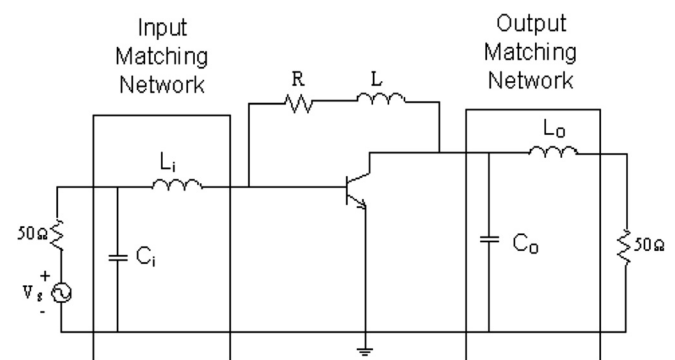 Input
Matching
Network
Output
Matching
Network
R
L
Li
Lo
50Ω
Ci
Co
50Ω
+
Vs
-